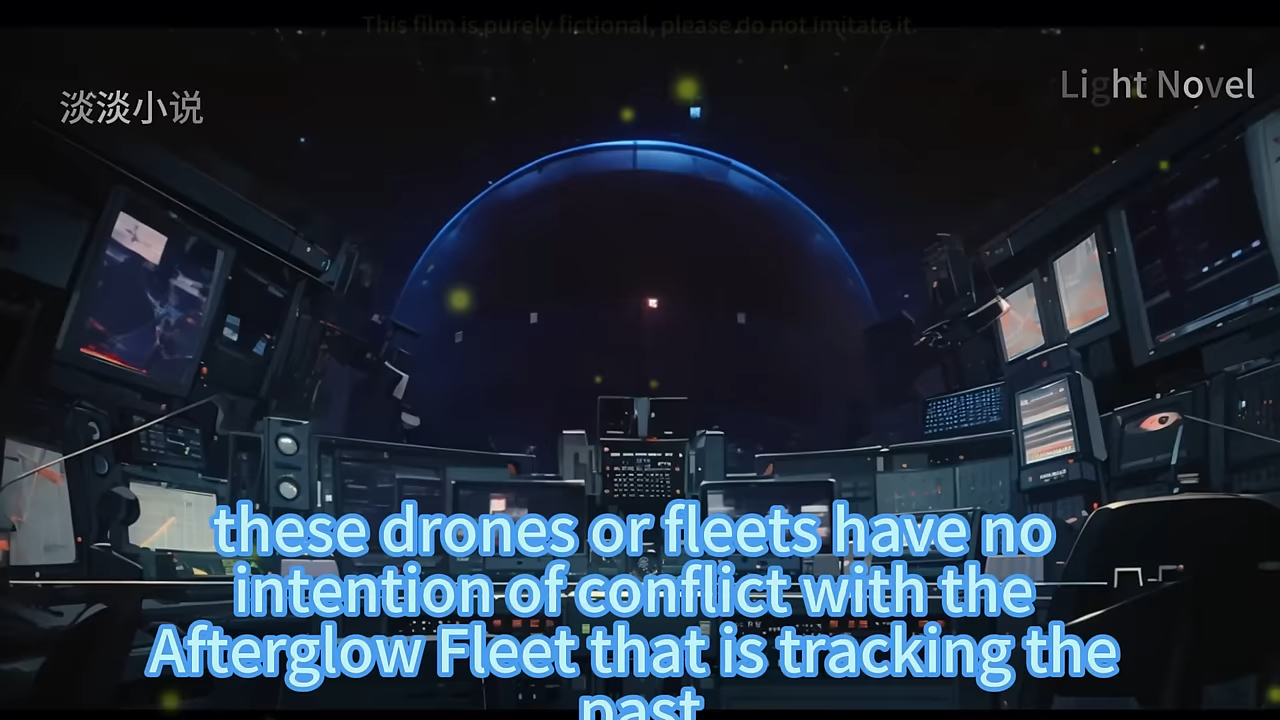 This film is purely fictional, please do not imitate it.
淡淡小说
Light Novel
these drones or fleets have no
intention of conflict with the
Afterglow Fleet that is tracking the
past